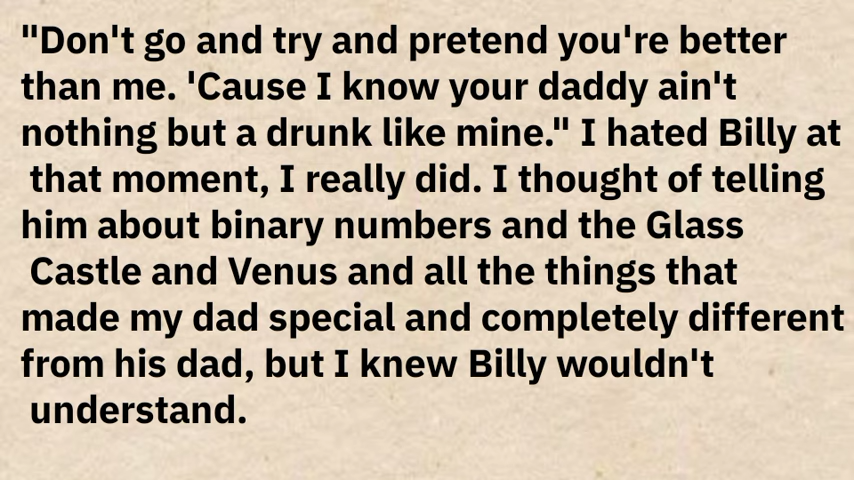 "Don't go and try and pretend you're better
than me. 'Cause I know your daddy ain't
nothing but a drunk like mine." I hated Billy at
that moment, I really did. I thought of telling
him about binary numbers and the Glass
Castle and Venus and all the things that
made my dad special and completely different
from his dad, but I knew Billy wouldn't
understand.